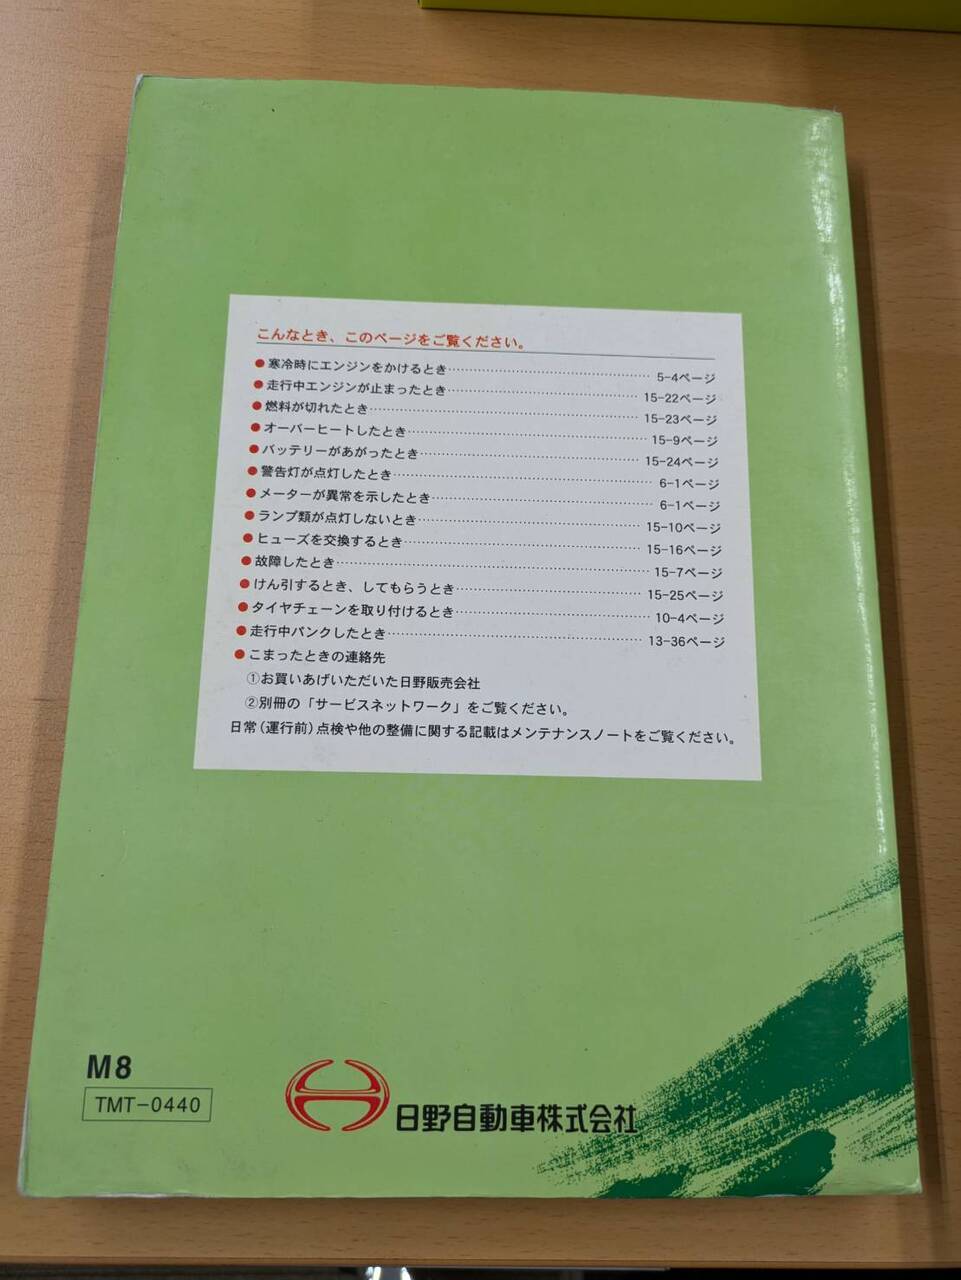 こんなとき、このページをご覧ください。
●寒冷時にエンジンをかけるとき…………5-4ページ
●走行中エンジンが止まったとき…………15-22ページ
●燃料が切れたとき…………15-23ページ
●オーバーヒートしたとき…………15-9ページ
●バッテリーがあがったとき…………15-24ページ
●警告灯が点灯したとき…………6-1ページ
●メーターが異常を示したとき…………6-1ページ
●ランプ類が点灯しないとき…………15-10ページ
●ヒューズを交換するとき…………15-16ページ
●故障したとき…………15-7ページ
●けん引するとき、してもらうとき…………15-25ページ
●タイヤチェーンを取り付けるとき…………10-4ページ
●走行中パンクしたとき…………13-36ページ
●こまったときの連絡先
①お買いあげいただいた日野販売会社
②別冊の「サービスネットワーク」をご覧ください。
日常(運行前)点検や他の整備に関する記載はメンテナンスノートをご覧ください。
M8
TMT-0440
日野自動車株式会社